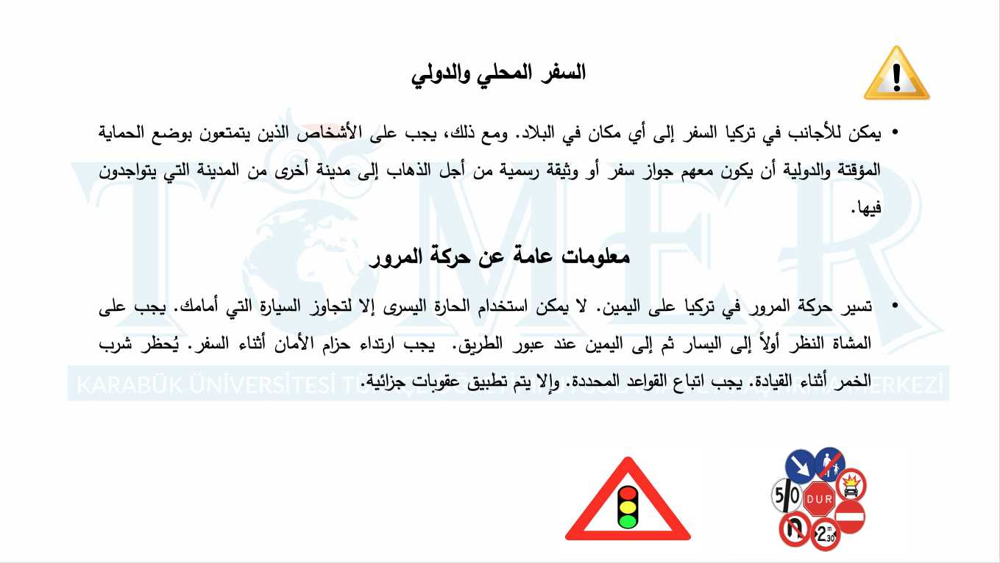 السفر المحلي والدولي
• يمكن للأجانب في تركيا السفر إلى أي مكان في البلاد. ومع ذلك، يجب على الأشخاص الذين يتمتعون بوضع الحماية
المؤقتة والدولية أن يكون معهم جواز سفر أو وثيقة رسمية من أجل الذهاب إلى مدينة أخرى من المدينة التي يتواجدون
فيها.
معلومات عامة عن حركة المرور
• تسير حركة المرور في تركيا على اليمين. لا يمكن استخدام الحارة اليسرى إلا لتجاوز السيارة التي أمامك. يجب على
المشاة النظر أولاً إلى اليسار ثم إلى اليمين عند عبور الطريق. يجب ارتداء حزام الأمان أثناء السفر. يُحظر شرب
الخمر أثناء القيادة. يجب اتباع القواعد المحددة. وإلا يتم تطبيق عقوبات جزائية.
TÖMER
KARABÜK ÜNİVERSİTESİ
MERKEZİ
50
DUR
2m.30